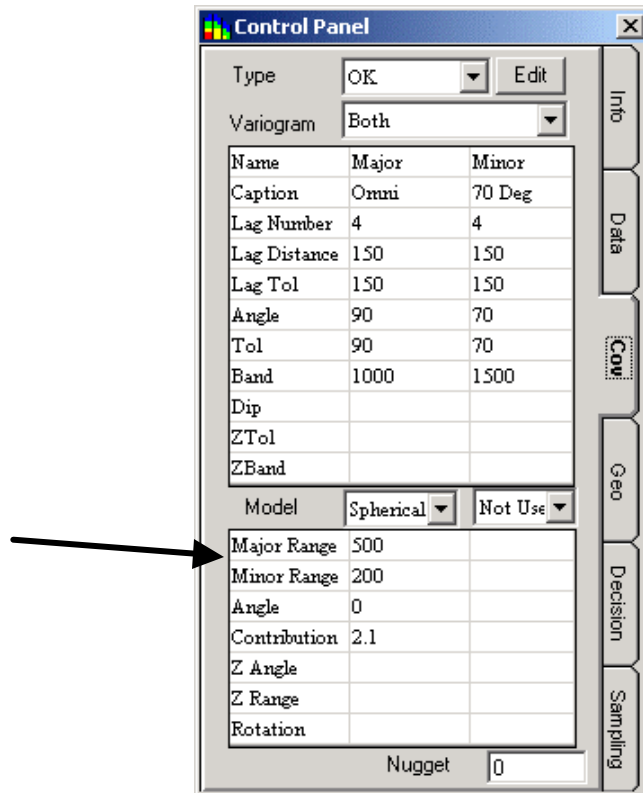 Control Panel
Type OK Edit
Variogram Both
Name Major Minor
Caption Omni 70 Deg
Lag Number 4 4
Lag Distance 150 150
Lag Tol 150 150
Angle 90 70
Tol 90 70
Band 1000 1500
Dip
ZTol
ZBand
Model Spherical Not Use
Major Range 500
Minor Range 200
Angle 0
Contribution 2.1
Z Angle
Z Range
Rotation
Nugget 0
Info
Data
Cov
Geo
Decision
Sampling